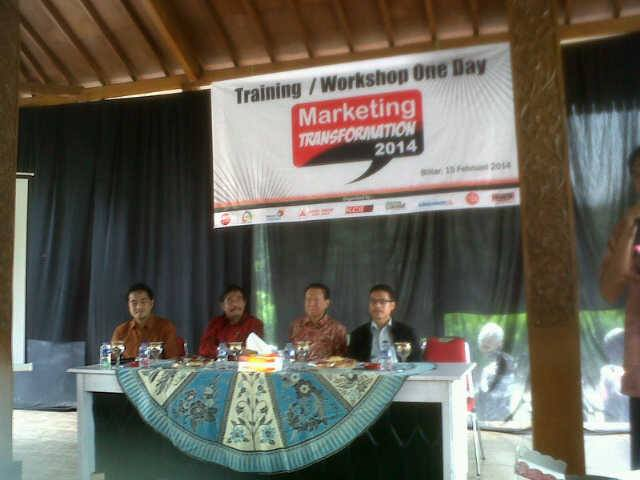 Training / Workshop One Day
Marketing
TRANSFORMATION
2014
Blitar, 15 Februari 2014